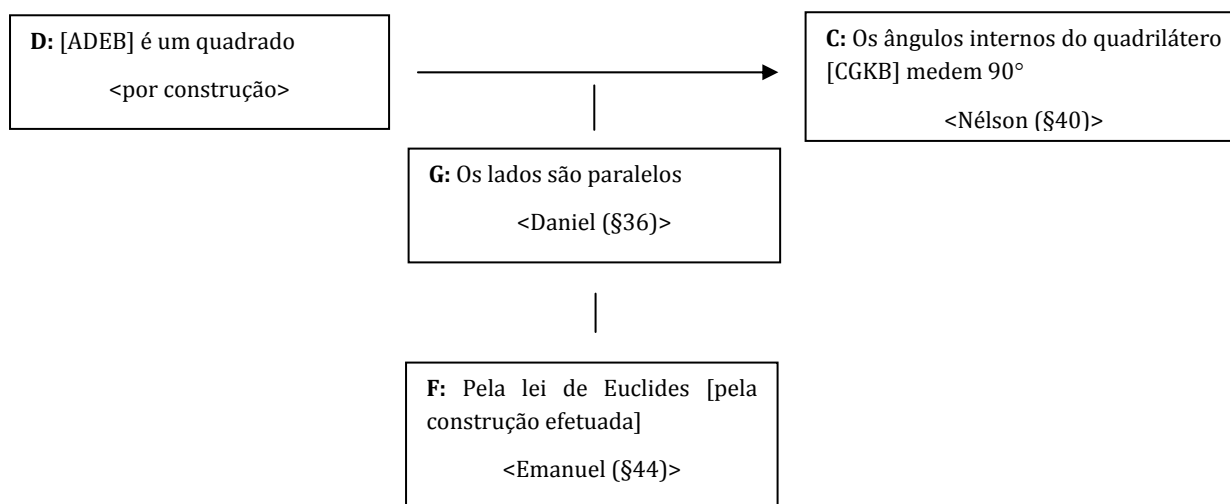 D: [ADEB] é um quadrado
<por construção>
C: Os ângulos internos do quadrilátero
[CGKB] medem 90°
<Nélson (§40)>
G: Os lados são paralelos
<Daniel (§36)>
F: Pela lei de Euclides [pela
construção efetuada]
<Emanuel (§44)>